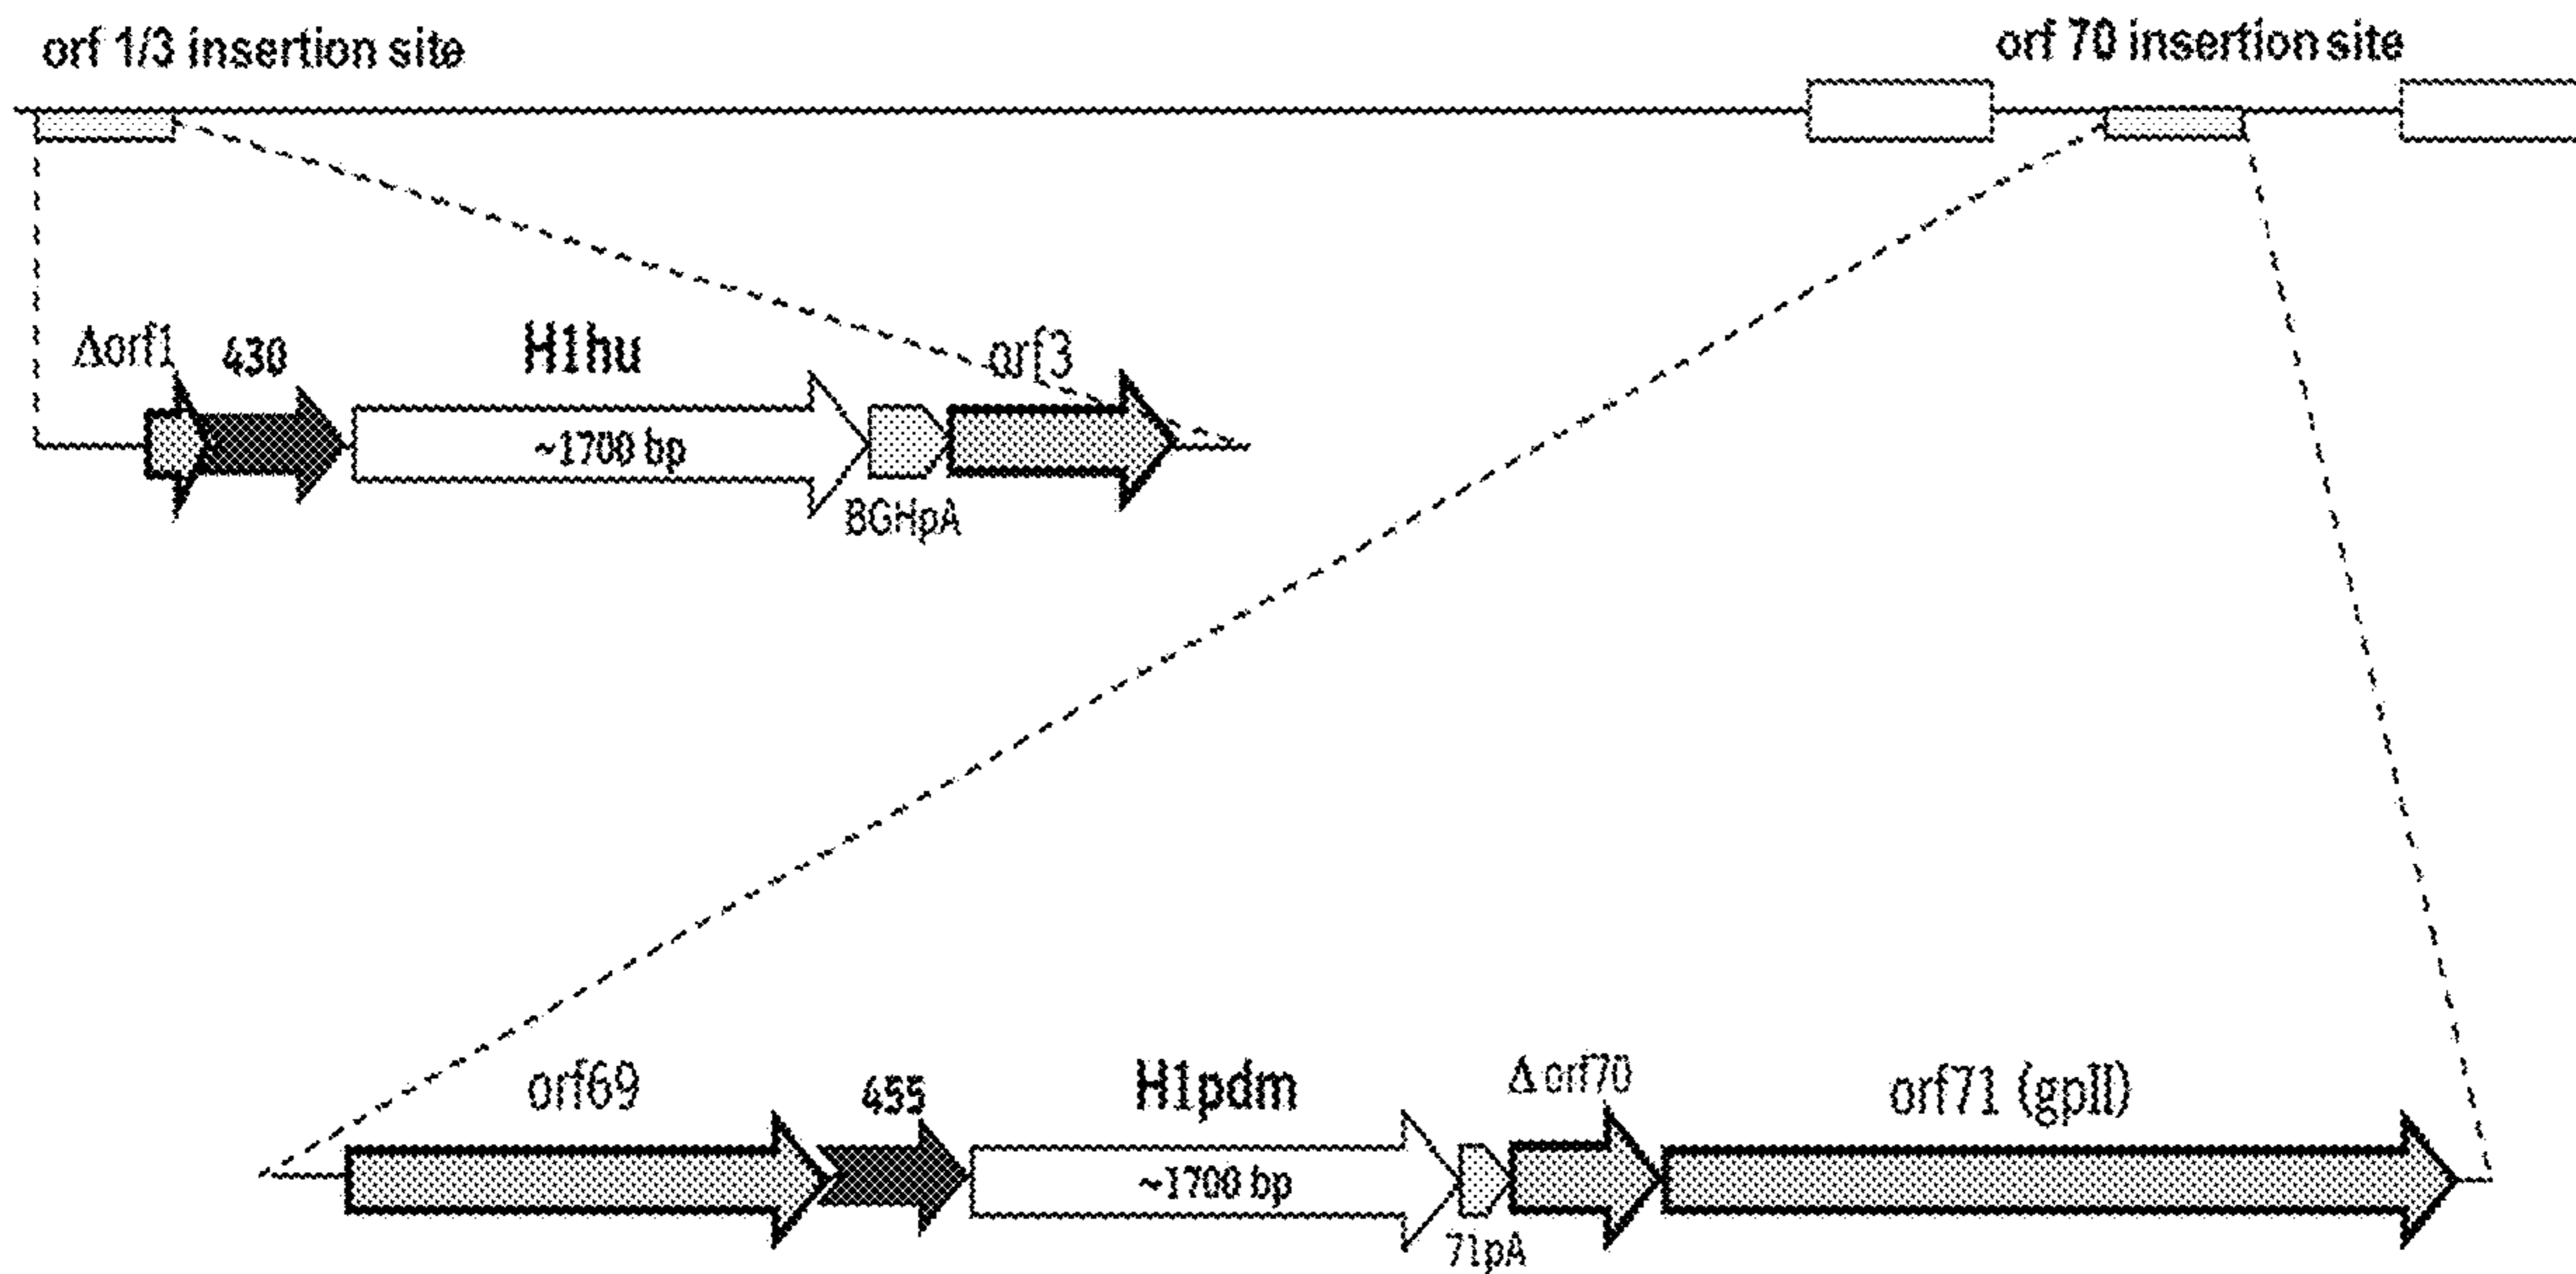 orf 1/3 insertion site
orf 70 insertion site
Δorf1 430 H1hu orf3
~1700 bp
BGHpA
orf69 455 H1pdm Δorf70 orf71 (gpII)
~1700 bp
71pA